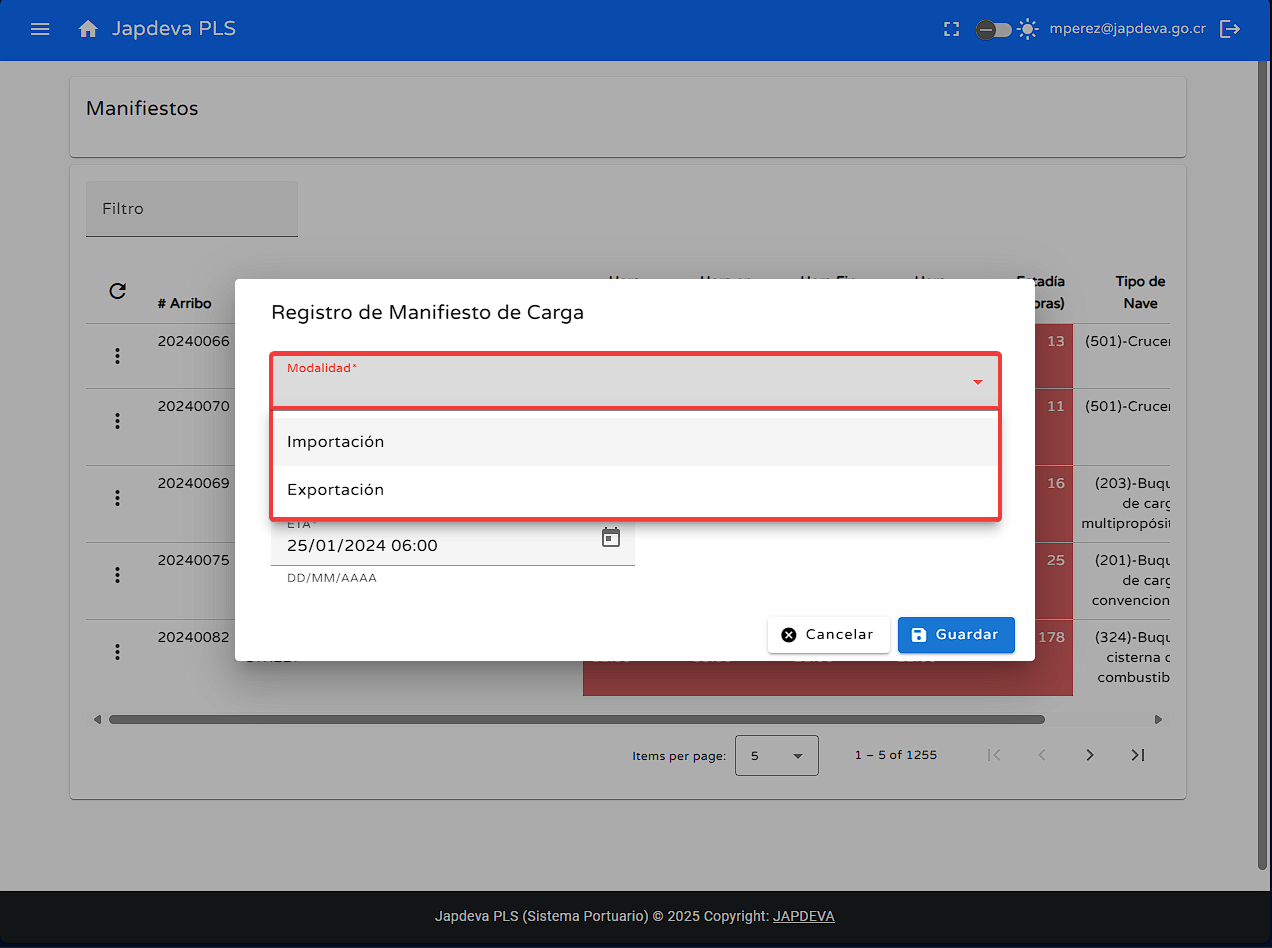 Japdeva PLS
mperez@japdeva.go.cr
Manifiestos
Filtro
# Arribo
Tipo de
Nave
Registro de Manifiesto de Carga
Modalidad*
Importación
Exportación
ETA*
25/01/2024 06:00
DD/MM/AAAA
Cancelar
Guardar
20240066
13
(501)-Crucer
20240070
11
(501)-Crucer
20240069
16
(203)-Buqu
de carg
multipropósit
20240075
25
(201)-Buqu
de carg
convencion
20240082
178
(324)-Buqu
cisterna d
combustib
Items per page:
5
1 – 5 of 1255
Japdeva PLS (Sistema Portuario) © 2025 Copyright: JAPDEVA